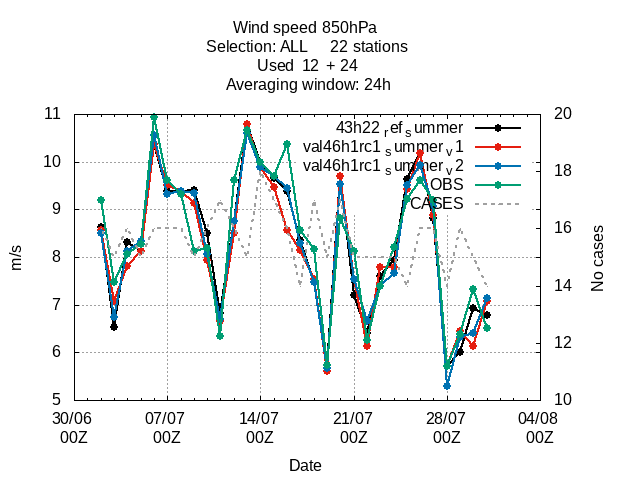 Wind speed 850hPa
Selection: ALL 22 stations
Used 12 + 24
Averaging window: 24h
43h22_ref_summer
val46h1rc1_summer_v1
val46h1rc1_summer_v2
OBS
CASES
11
10
9
8
7
6
5
m/s
20
18
16
14
12
10
No cases
30/06 07/07 14/07 21/07 28/07 04/08
00Z 00Z 00Z 00Z 00Z 00Z
Date